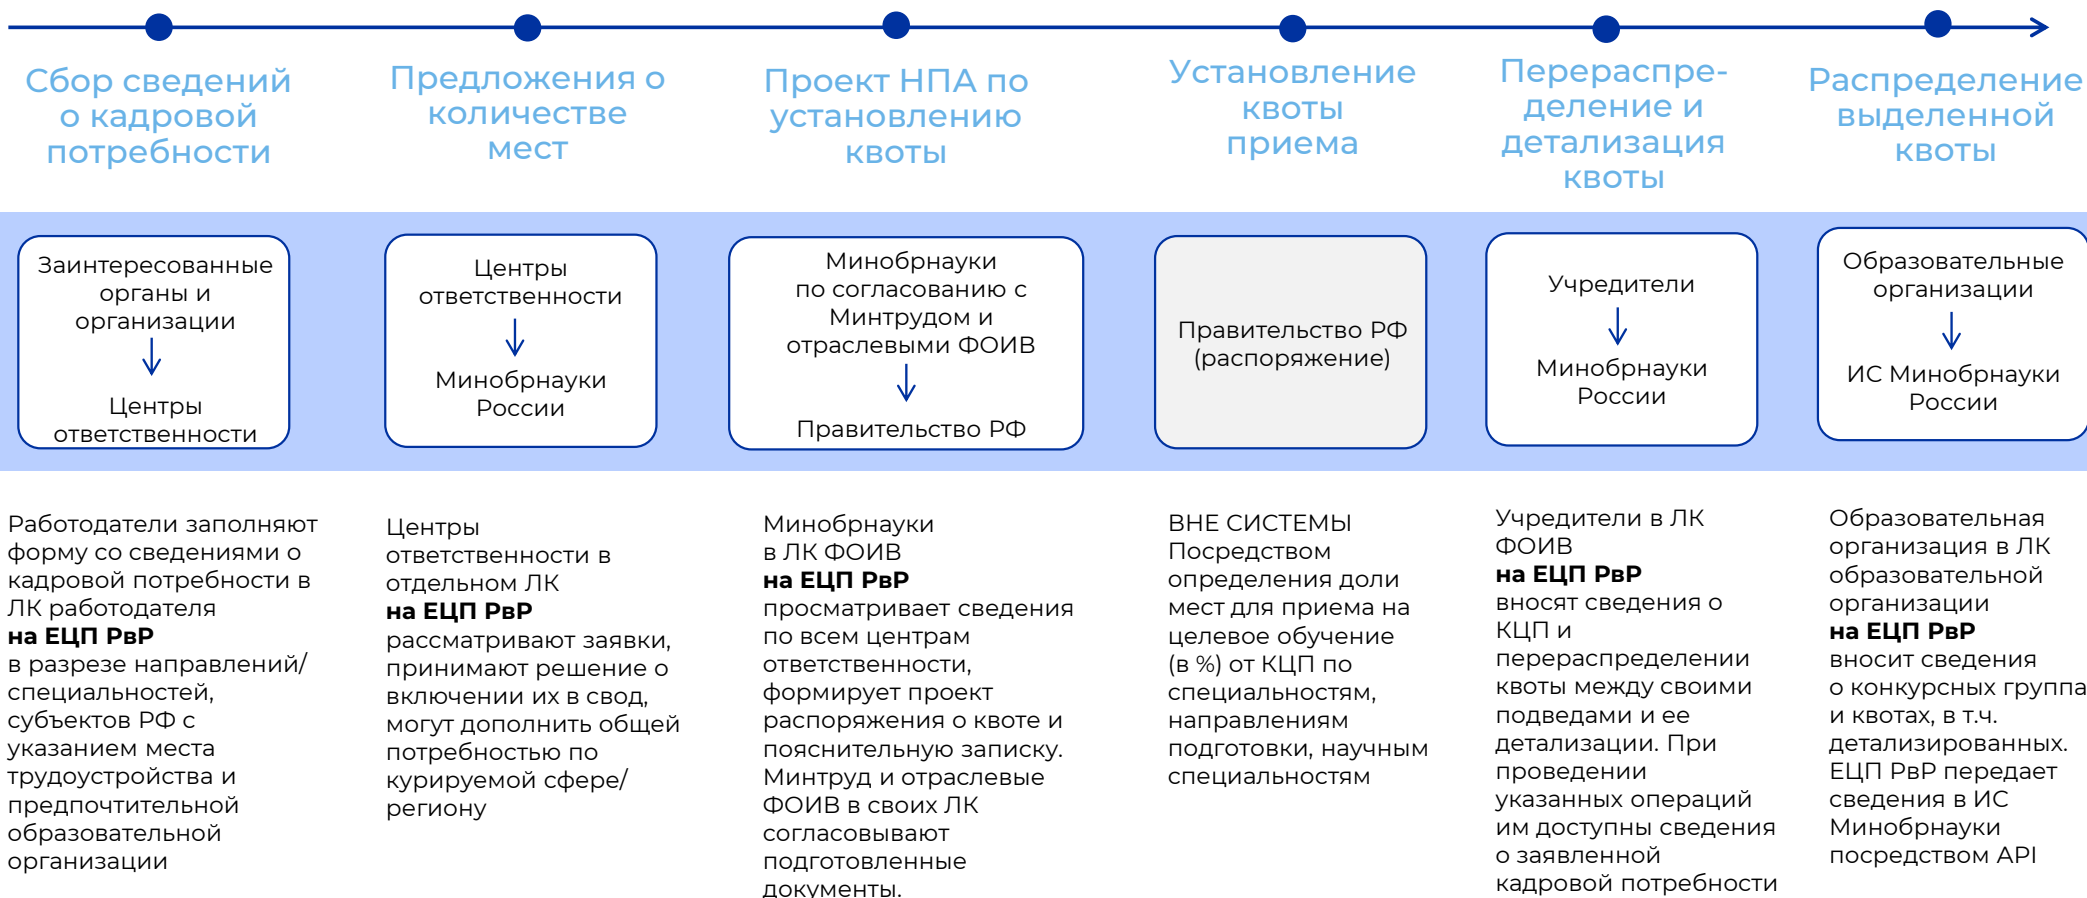 Сбор сведений
о кадровой
потребности
Предложения о
количестве
мест
Проект НПА по
установлению
квоты
Установление
квоты
приема
Перераспре-
деление и
детализация
квоты
Распределение
выделенной
квоты
Заинтересованные
органы и
организации
Центры
ответственности
Центры
ответственности
Минобрнауки
России
Минобрнауки
по согласованию с
Минтрудом и
отраслевыми ФОИВ
Правительство РФ
Правительство РФ
(распоряжение)
Учредители
Минобрнауки
России
Образовательные
организации
ИС Минобрнауки
России
Работодатели заполняют
форму со сведениями о
кадровой потребности в
ЛК работодателя
на ЕЦП РвР
в разрезе направлений/
специальностей,
субъектов РФ с
указанием места
трудоустройства и
предпочтительной
образовательной
организации
Центры
ответственности в
отдельном ЛК
на ЕЦП РвР
рассматривают заявки,
принимают решение о
включении их в свод,
могут дополнить общей
потребностью по
курируемой сфере/
региону
Минобрнауки
в ЛК ФОИВ
на ЕЦП РвР
просматривает сведения
по всем центрам
ответственности,
формирует проект
распоряжения о квоте и
пояснительную записку.
Минтруд и отраслевые
ФОИВ в своих ЛК
согласовывают
подготовленные
документы.
ВНЕ СИСТЕМЫ
Посредством
определения доли
мест для приема на
целевое обучение
(в %) от КЦП по
специальностям,
направлениям
подготовки, научным
специальностям
Учредители в ЛК
ФОИВ
на ЕЦП РвР
вносят сведения о
КЦП и
перераспределении
квоты между своими
подведами и ее
детализации. При
проведении
указанных операций
им доступны сведения
о заявленной
кадровой потребности
Образовательная
организация в ЛК
образовательной
организации
на ЕЦП РвР
вносит сведения
о конкурсных группа
и квотах, в т.ч.
детализированных.
ЕЦП РвР передает
сведения в ИС
Минобрнауки
посредством API